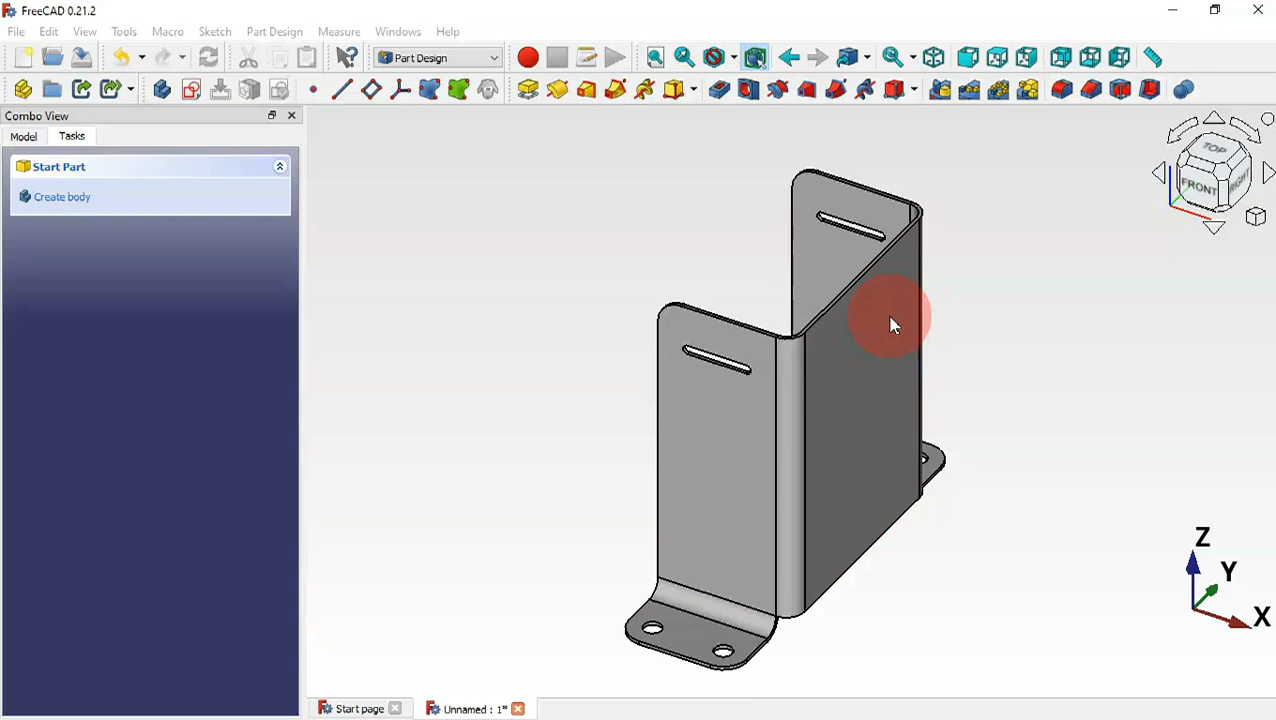 FreeCAD 0.21.2
File Edit View Tools Macro Sketch Part Design Measure Windows Help
Part Design
Combo View
Model Tasks
Start Part
Create body
TOP
FRONT RIGHT
Z
Y
X
Start page Unnamed : 1*